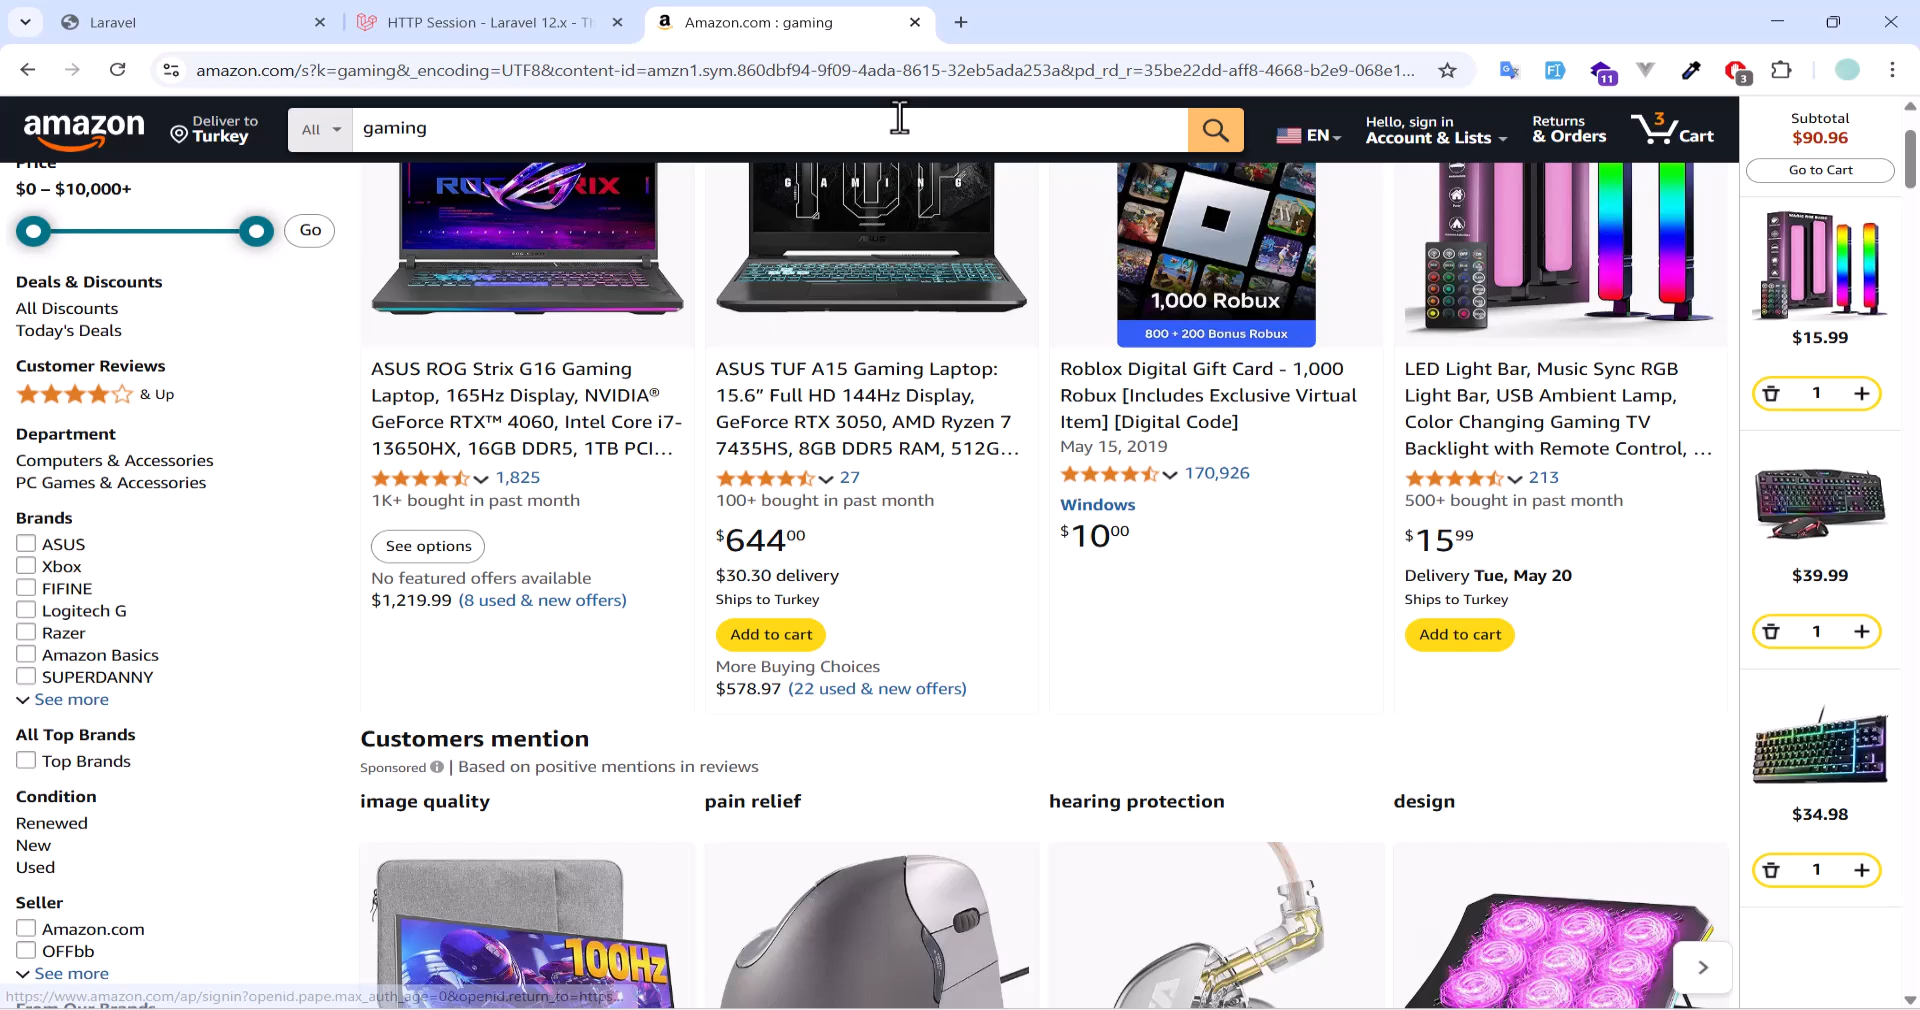 Laravel
HTTP Session - Laravel 12.x - Th
Amazon.com : gaming
amazon.com/s?k=gaming&_encoding=UTF8&content-id=amzn1.sym.860dbf94-9f09-4ada-8615-32eb5ada253a&pd_rd_r=35be22dd-aff8-4668-b2e9-068e1...
11
3
amazon
Deliver to
Turkey
All
gaming
EN
Hello, sign in
Account & Lists
Returns
& Orders
3
Cart
Subtotal
$90.96
Go to Cart
$15.99
1
$39.99
1
$34.98
1
Price
$0 – $10,000+
Go
Deals & Discounts
All Discounts
Today's Deals
Customer Reviews
& Up
Department
Computers & Accessories
PC Games & Accessories
Brands
ASUS
Xbox
FIFINE
Logitech G
Razer
Amazon Basics
SUPERDANNY
See more
All Top Brands
Top Brands
Condition
Renewed
New
Used
Seller
Amazon.com
OFFbb
See more
https://www.amazon.com/ap/signin?openid.pape.max_auth_age=0&openid.return_to=https...
ASUS ROG Strix G16 Gaming
Laptop, 165Hz Display, NVIDIA®
GeForce RTX™ 4060, Intel Core i7-
13650HX, 16GB DDR5, 1TB PCI...
1,825
1K+ bought in past month
See options
No featured offers available
$1,219.99 (8 used & new offers)
GAMING
ASUS TUF A15 Gaming Laptop:
15.6” Full HD 144Hz Display,
GeForce RTX 3050, AMD Ryzen 7
7435HS, 8GB DDR5 RAM, 512G...
27
100+ bought in past month
$64400
$30.30 delivery
Ships to Turkey
Add to cart
More Buying Choices
$578.97 (22 used & new offers)
1,000 Robux
800 + 200 Bonus Robux
Roblox Digital Gift Card - 1,000
Robux [Includes Exclusive Virtual
Item] [Digital Code]
May 15, 2019
170,926
Windows
$1000
LED Light Bar, Music Sync RGB
Light Bar, USB Ambient Lamp,
Color Changing Gaming TV
Backlight with Remote Control, ...
213
500+ bought in past month
$1599
Delivery Tue, May 20
Ships to Turkey
Add to cart
Customers mention
Sponsored | Based on positive mentions in reviews
image quality
pain relief
hearing protection
design
100Hz